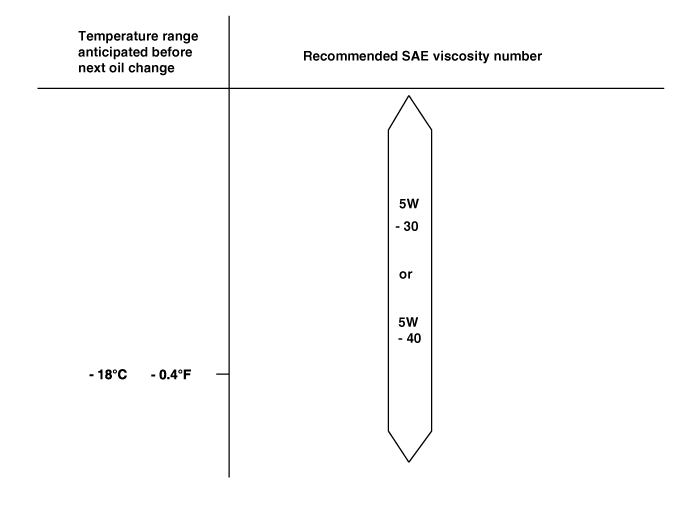 Temperature range
anticipated before
next oil change
Recommended SAE viscosity number
5W
- 30
or
5W
- 40
- 18°C - 0.4°F